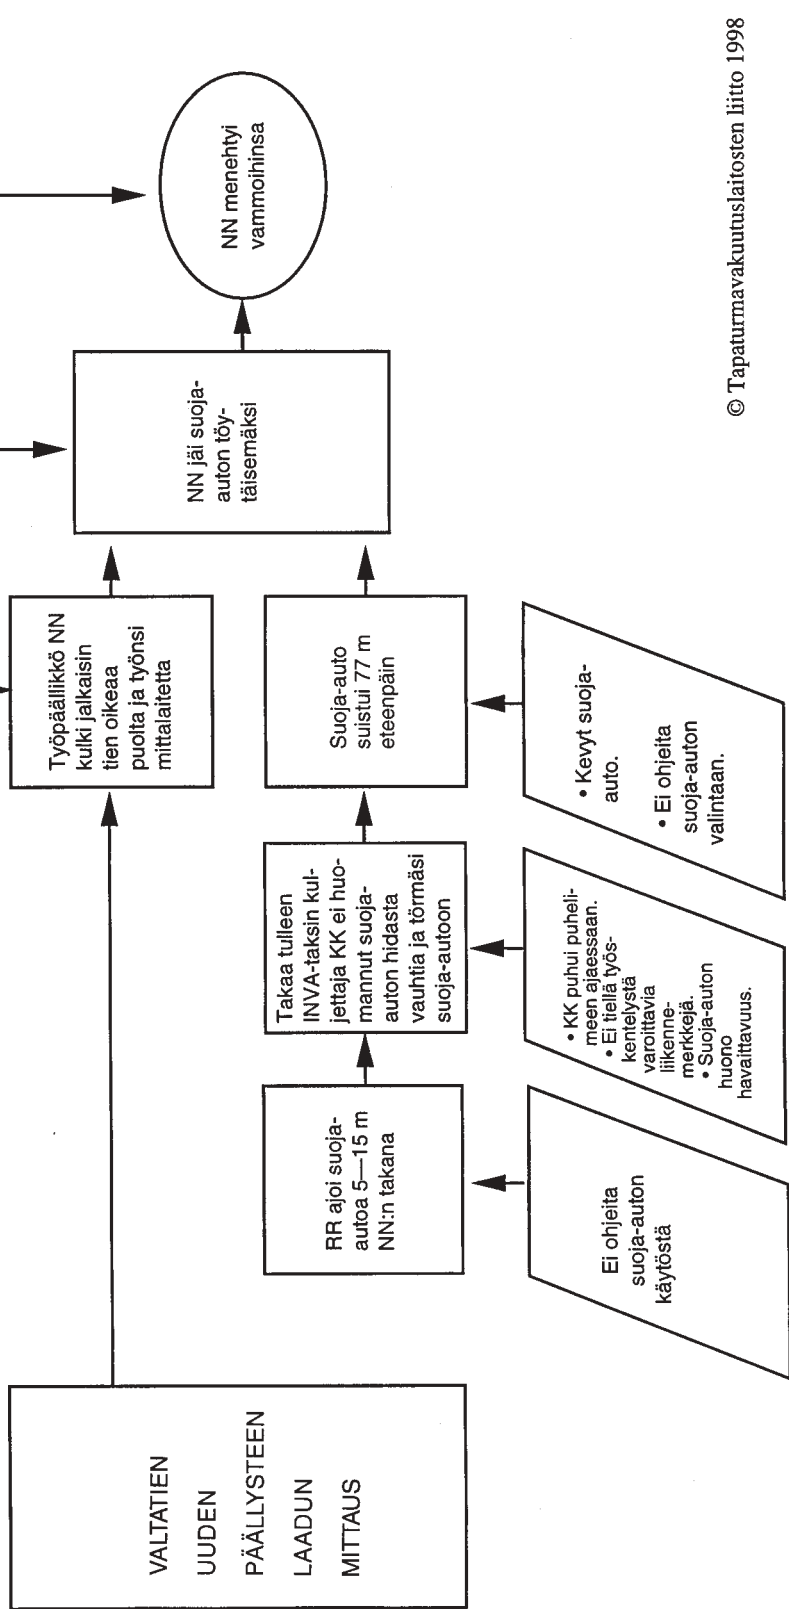 VALTATIEN
UUDEN
PÄÄLLYSTEEN
LAADUN
MITTAUS
Työpäällikkö NN
kulki jalkaisin
tien oikeaa
puolta ja työnsi
mittalaitetta
RR ajoi suoja-
autoa 5—15 m
NN:n takana
Takaa tulleen
INVA-taksin kul-
jettaja KK ei huo-
mannut suoja-
auton hidasta
vauhtia ja törmäsi
suoja-autoon
Suoja-auto
suistui 77 m
eteenpäin
NN jäi suoja-
auton töy-
täisemäksi
NN menehtyi
vammoihinsa
Ei ohjeita
suoja-auton
käytöstä
• KK puhui puheli-
meen ajaessaan.
• Ei tiellä työs-
kentelystä
varoittavia
liikenne-
merkkejä.
• Suoja-auton
huono
havaittavuus.
• Kevyt suoja-
auto.
• Ei ohjeita
suoja-auton
valintaan.
© Tapaturmavakuutuslaitosten liitto 1998